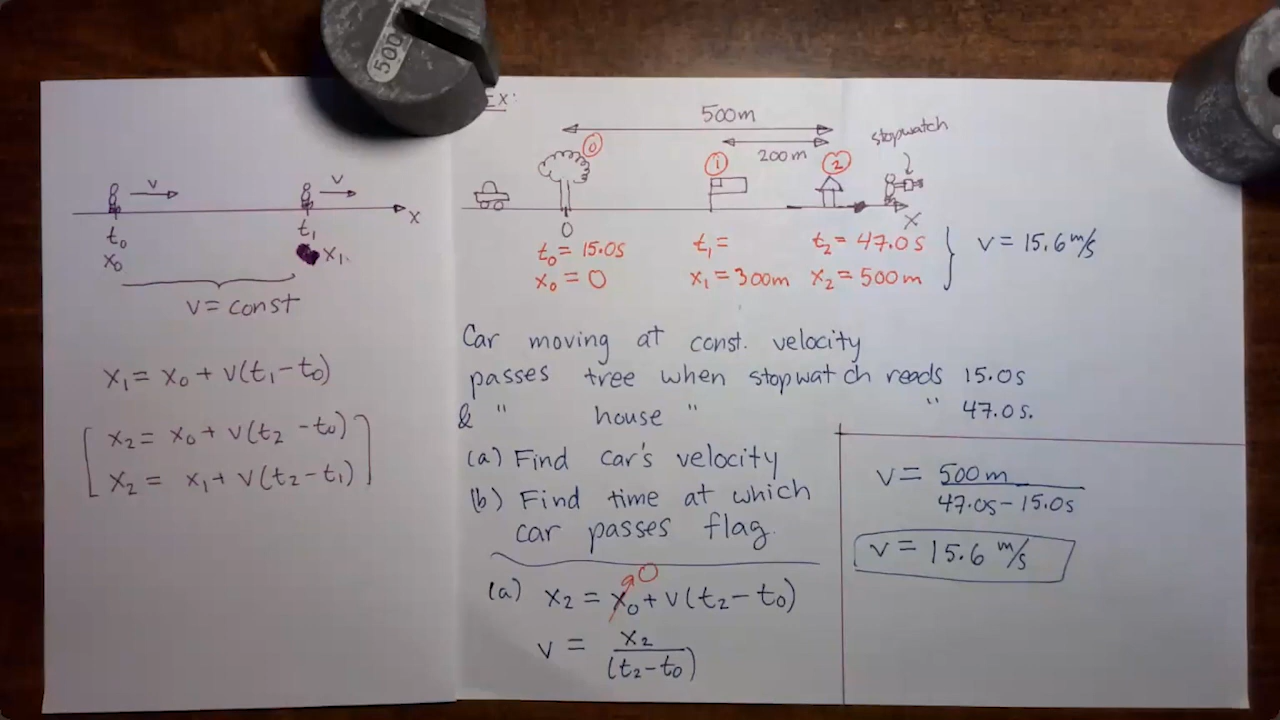 500
v
v
x
t₀
t₁
x₀
x₁
v = const
x₁ = x₀ + v(t₁ - t₀)
x₂ = x₀ + v(t₂ - t₀)
x₂ = x₁ + v(t₂ - t₁)
Ex:
500m
200m
stopwatch
0
1
2
0
x
t₀ = 15.0s
t₁ =
t₂ = 47.0s
x₀ = 0
x₁ = 300m
x₂ = 500m
v = 15.6 m/s
Car moving at const. velocity
passes tree when stopwatch reads 15.0s
& " house " " 47.0s.
(a) Find car's velocity
(b) Find time at which
car passes flag.
(a) x₂ = x₀ + v(t₂ - t₀)
0
v = x₂ / (t₂ - t₀)
v = 500m / 47.0s - 15.0s
v = 15.6 m/s